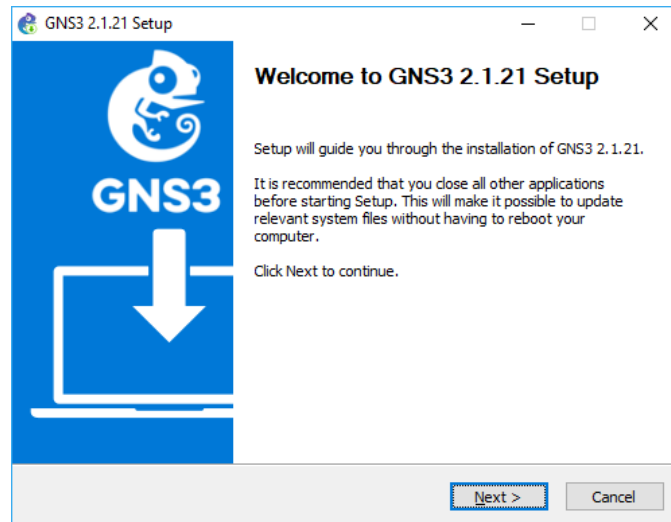 GNS3 2.1.21 Setup
Welcome to GNS3 2.1.21 Setup
Setup will guide you through the installation of GNS3 2.1.21.
It is recommended that you close all other applications
before starting Setup. This will make it possible to update
relevant system files without having to reboot your
computer.
Click Next to continue.
GNS3
Next >
Cancel